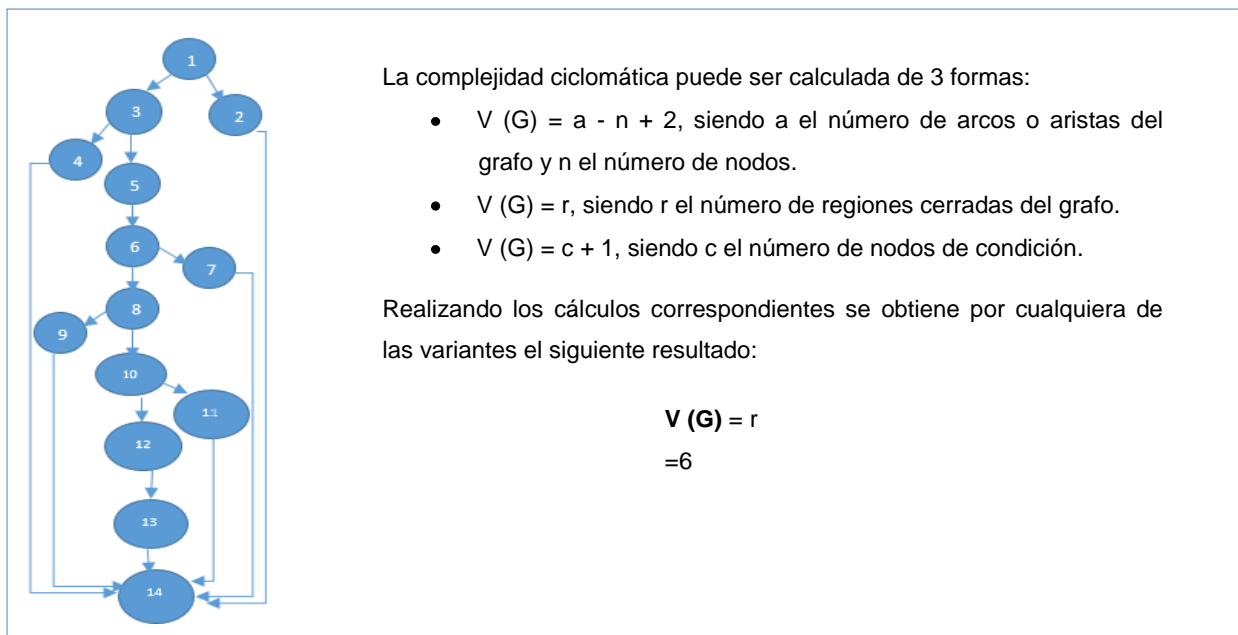 1
3
2
4
5
6
7
8
9
10
11
12
13
14
La complejidad ciclomática puede ser calculada de 3 formas:
• V (G) = a - n + 2, siendo a el número de arcos o aristas del
grafo y n el número de nodos.
• V (G) = r, siendo r el número de regiones cerradas del grafo.
• V (G) = c + 1, siendo c el número de nodos de condición.
Realizando los cálculos correspondientes se obtiene por cualquiera de
las variantes el siguiente resultado:
V (G) = r
=6